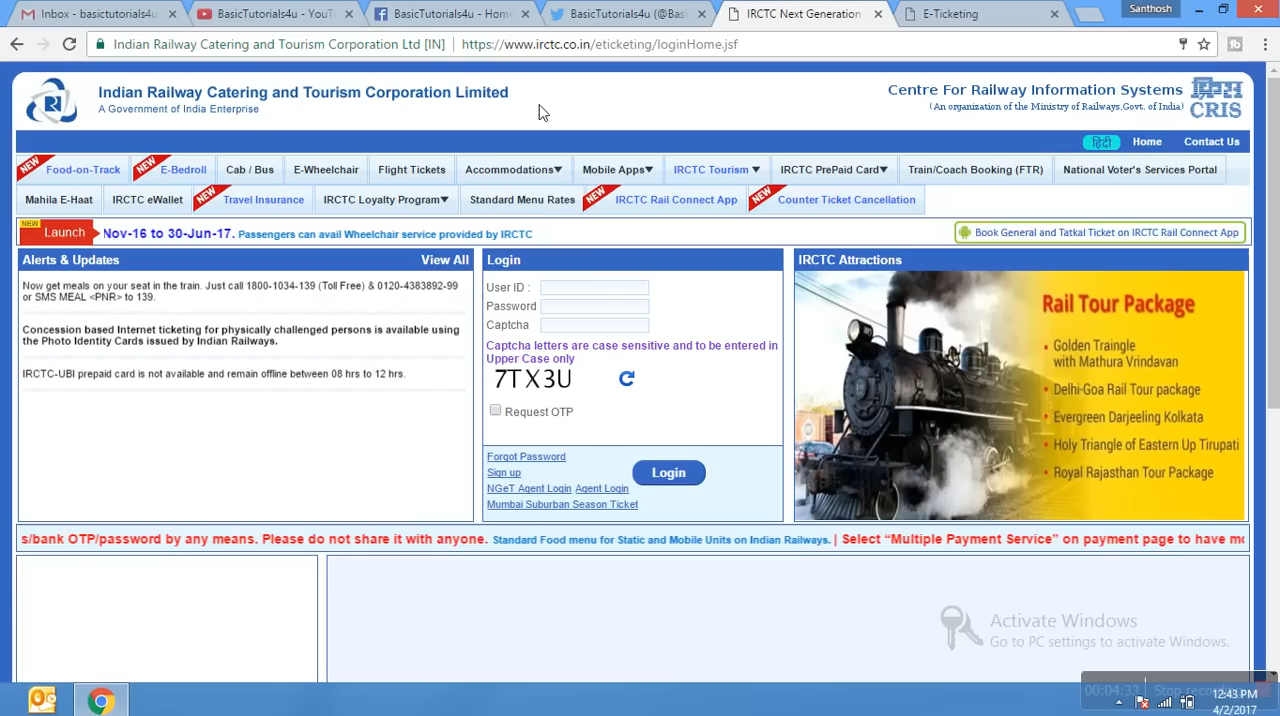 Inbox - basictutorials4u
BasicTutorials4u - YouT
BasicTutorials4u - Home
BasicTutorials4u (@Bas
IRCTC Next Generation
E-Ticketing
Santhosh
Indian Railway Catering and Tourism Corporation Ltd [IN]
https://www.irctc.co.in/eticketing/loginHome.jsf
Indian Railway Catering and Tourism Corporation Limited
A Government of India Enterprise
Centre For Railway Information Systems
(An organization of the Ministry of Railways,Govt. of India)
CRIS
हिंदी Home Contact Us
NEW Food-on-Track NEW E-Bedroll Cab / Bus E-Wheelchair Flight Tickets Accommodations▼ Mobile Apps▼ IRCTC Tourism ▼ IRCTC PrePaid Card▼ Train/Coach Booking (FTR) National Voter's Services Portal
Mahila E-Haat IRCTC eWallet NEW Travel Insurance IRCTC Loyalty Program▼ Standard Menu Rates NEW IRCTC Rail Connect App NEW Counter Ticket Cancellation
NEW
Launch Nov-16 to 30-Jun-17. Passengers can avail Wheelchair service provided by IRCTC
Book General and Tatkal Ticket on IRCTC Rail Connect App
Alerts & Updates View All
Now get meals on your seat in the train. Just call 1800-1034-139 (Toll Free) & 0120-4383892-99
or SMS MEAL <PNR> to 139.
Concession based Internet ticketing for physically challenged persons is available using
the Photo Identity Cards issued by Indian Railways.
IRCTC-UBI prepaid card is not available and remain offline between 08 hrs to 12 hrs.
Login
User ID :
Password
Captcha
Captcha letters are case sensitive and to be entered in
Upper Case only
7TX3U
Request OTP
Forgot Password
Sign up
NGeT Agent Login Agent Login
Mumbai Suburban Season Ticket
Login
IRCTC Attractions
Rail Tour Package
• Golden Traingle
with Mathura Vrindavan
• Delhi-Goa Rail Tour package
• Evergreen Darjeeling Kolkata
• Holy Triangle of Eastern Up Tirupati
• Royal Rajasthan Tour Package
s/bank OTP/password by any means. Please do not share it with anyone. Standard Food menu for Static and Mobile Units on Indian Railways. | Select “Multiple Payment Service” on payment page to have mo
Activate Windows
Go to PC settings to activate Windows.
00:04:33 Stop recor
12:43 PM
4/2/2017